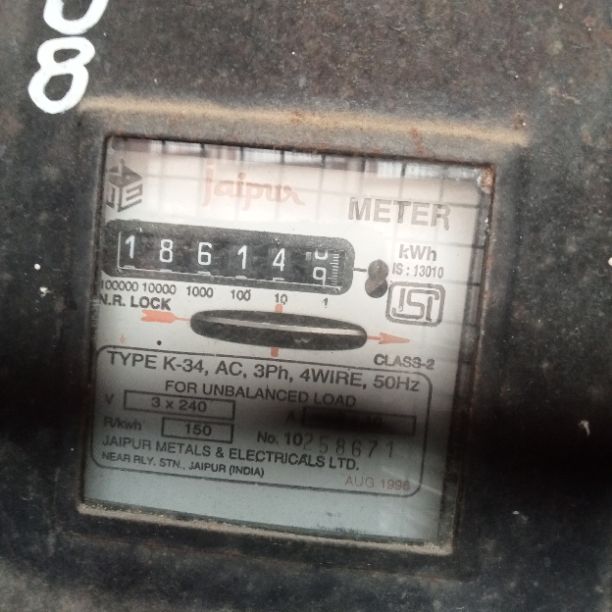 8
Jaipur
METER
1 8 6 1 4
kWh
IS : 13010
100000 10000 1000 100 10 1
N.R. LOCK
ISI
CLASS-2
TYPE K-34, AC, 3Ph, 4WIRE, 50Hz
FOR UNBALANCED LOAD
V 3 x 240 A
R/kwh 150 No. 10258671
JAIPUR METALS & ELECTRICALS LTD.
NEAR RLY. STN., JAIPUR (INDIA)
AUG 1996